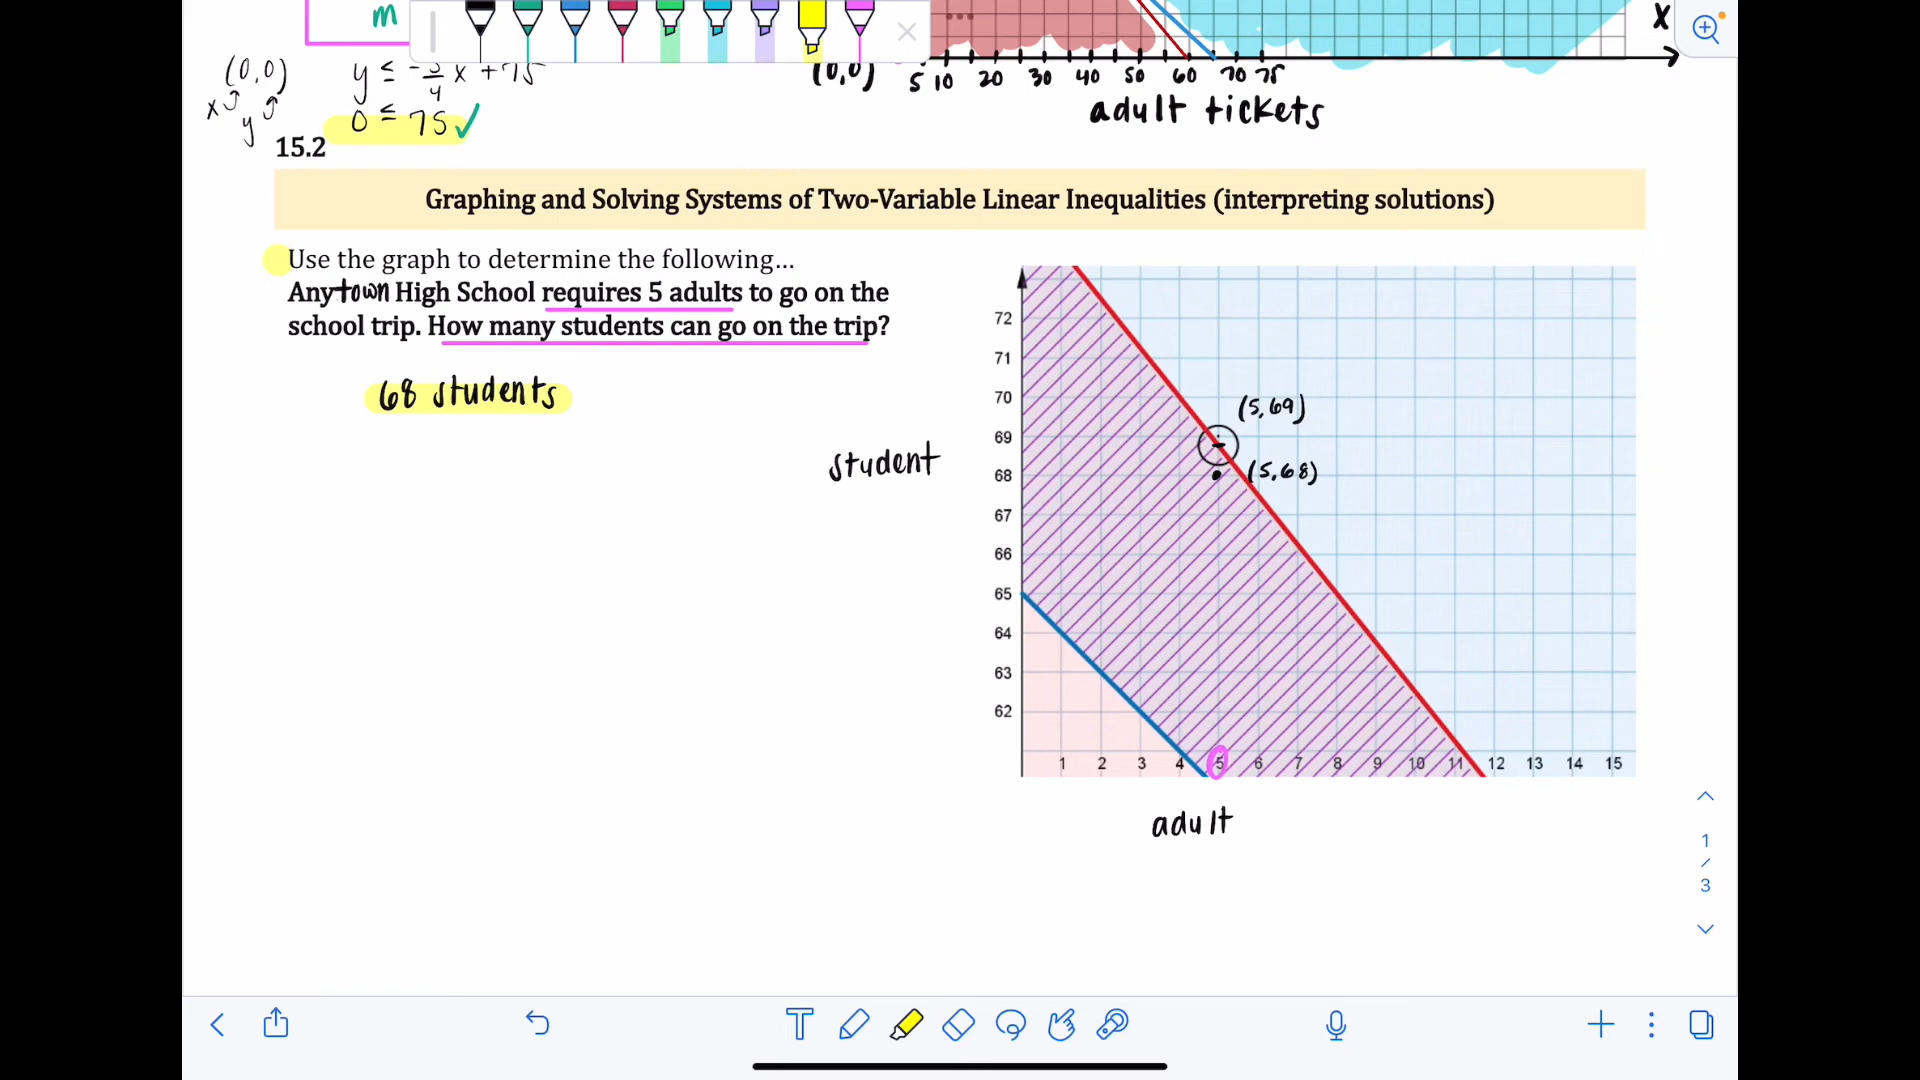 m
X
(0,0)
x
y
y ≤ -5/4 x + 75
0 ≤ 75 ✓
(0,0)
5 10 20 30 40 50 60 70 75
adult tickets
15.2
Graphing and Solving Systems of Two-Variable Linear Inequalities (interpreting solutions)
Use the graph to determine the following...
Anytown High School requires 5 adults to go on the
school trip. How many students can go on the trip?
68 students
student
72
71
70
69
68
67
66
65
64
63
62
(5,69)
(5,68)
1 2 3 4 5 6 7 8 9 10 11 12 13 14 15
adult
1
/
3
T